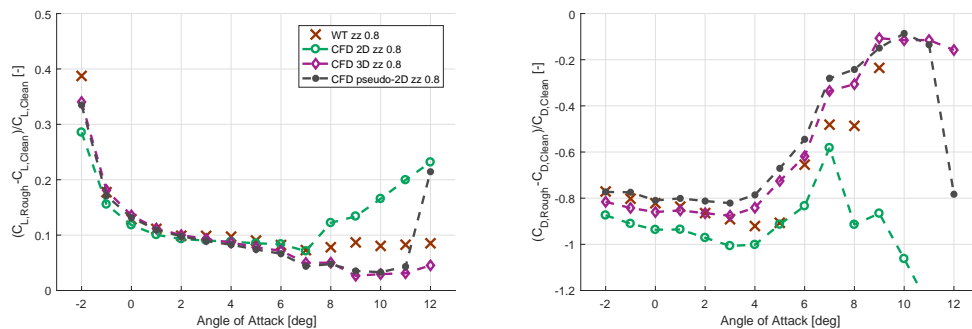 0.5
0.4
0.3
0.2
0.1
0
-2 0 2 4 6 8 10 12
Angle of Attack [deg]
(C_L,Rough - C_L,Clean)/C_L,Clean [-]
WT zz 0.8
CFD 2D zz 0.8
CFD 3D zz 0.8
CFD pseudo-2D zz 0.8
0
-0.2
-0.4
-0.6
-0.8
-1
-1.2
-2 0 2 4 6 8 10 12
Angle of Attack [deg]
(C_D,Rough - C_D,Clean)/C_D,Clean [-]